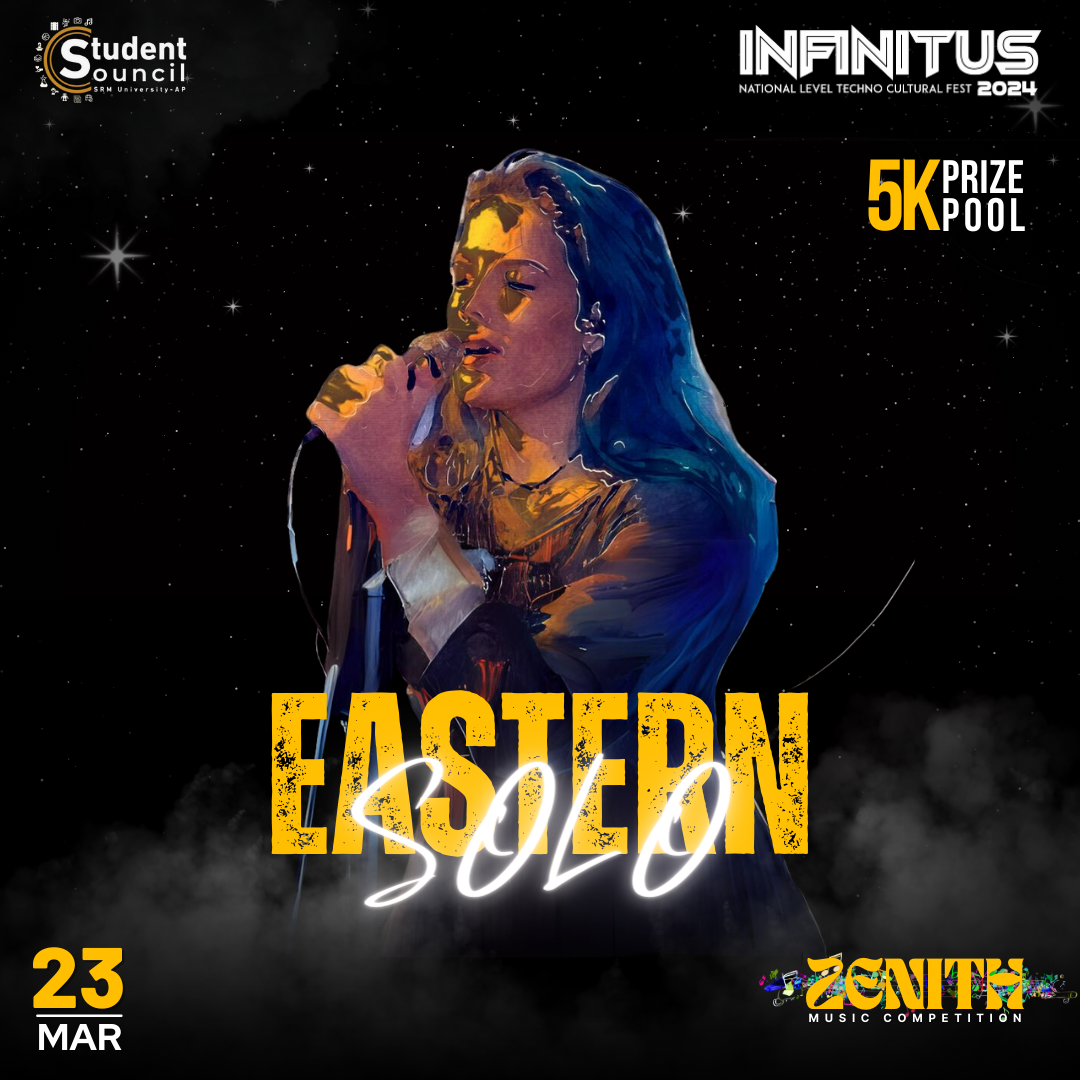 Student
Council
SRM University-AP
INFINITUS
NATIONAL LEVEL TECHNO CULTURAL FEST 2024
5K PRIZE
POOL
EASTERN
SOLO
23
MAR
ZENITH
MUSIC COMPETITION